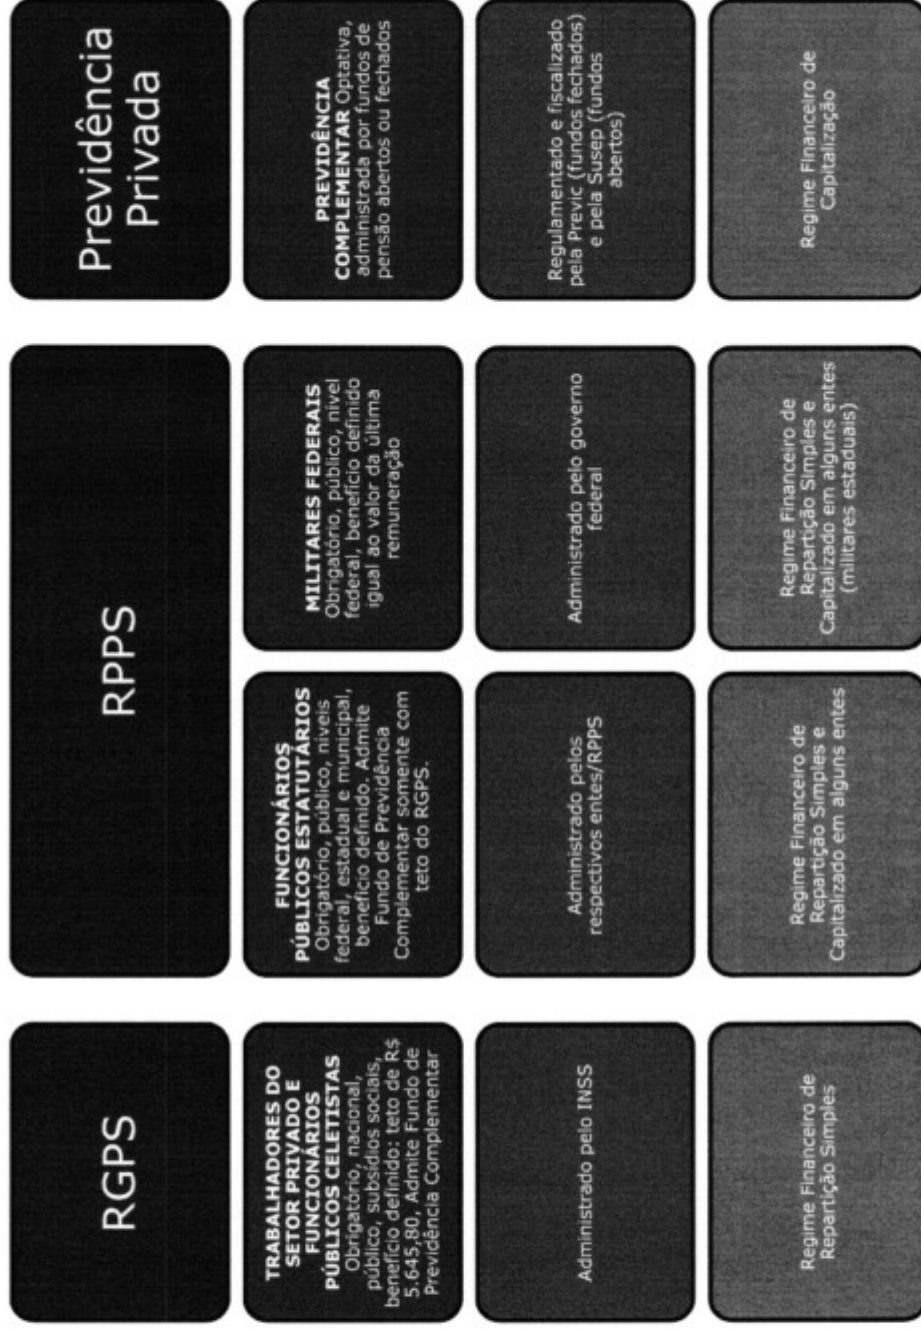 RGPS
TRABALHADORES DO
SETOR PRIVADO E
FUNCIONÁRIOS
PÚBLICOS CELETISTAS
Obrigatório, nacional,
público, subsídios sociais,
benefício definido: teto de R$
5.645,80, Admite Fundo de
Previdência Complementar
Administrado pelo INSS
Regime Financeiro de
Repartição Simples
RPPS
FUNCIONÁRIOS
PÚBLICOS ESTATUTÁRIOS
Obrigatório, público, níveis
federal, estadual e municipal,
benefício definido. Admite
Fundo de Previdência
Complementar somente com
teto do RGPS.
Administrado pelos
respectivos entes/RPPS
Regime Financeiro de
Repartição Simples e
Capitalizado em alguns entes
MILITARES FEDERAIS
Obrigatório, público, nível
federal, benefício definido
igual ao valor da última
remuneração
Administrado pelo governo
federal
Regime Financeiro de
Repartição Simples e
Capitalizado em alguns entes
(militares estaduais)
Previdência
Privada
PREVIDÊNCIA
COMPLEMENTAR Optativa,
administrada por fundos de
pensão abertos ou fechados
Regulamentado e fiscalizado
pela Previc (fundos fechados)
e pela Susep (fundos
abertos)
Regime Financeiro de
Capitalização